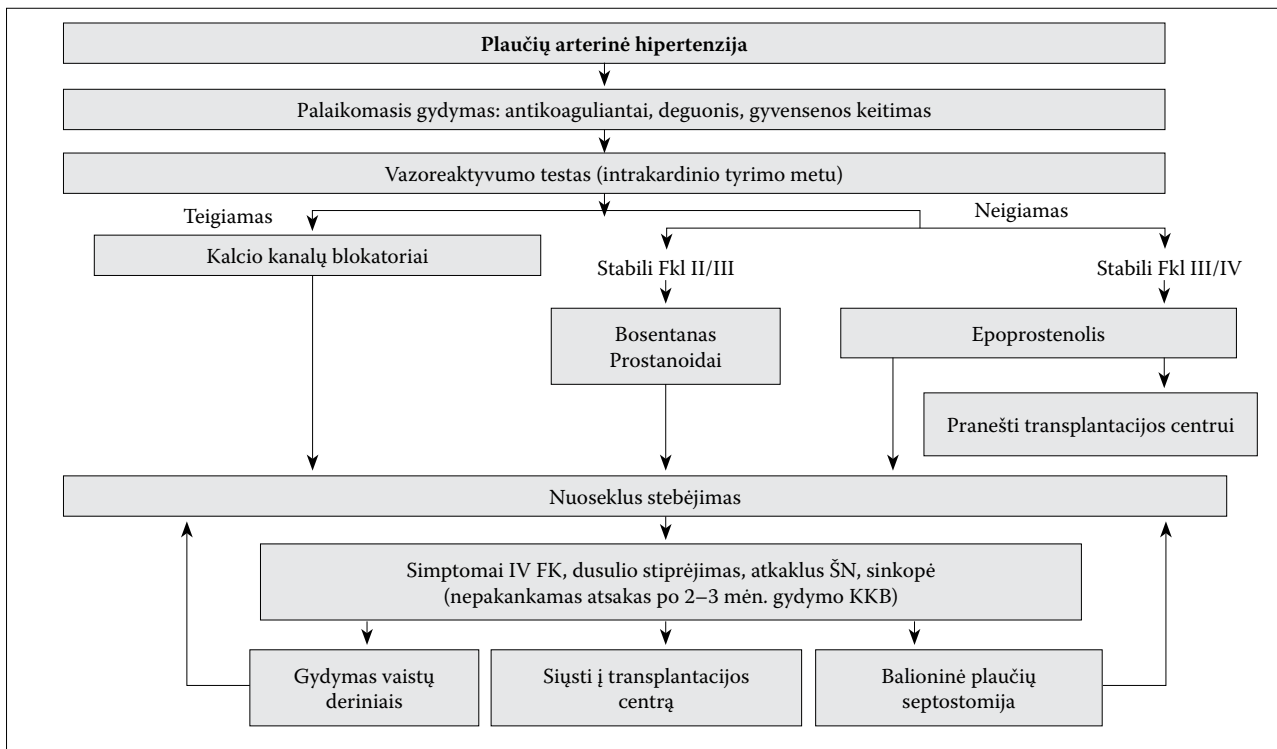 Plaučių arterinė hipertenzija
Palaikomasis gydymas: antikoaguliantai, deguonis, gyvensenos keitimas
Vazoreaktyvumo testas (intrakardinio tyrimo metu)
Teigiamas
Neigiamas
Kalcio kanalų blokatoriai
Stabili Fkl II/III
Stabili Fkl III/IV
Bosentanas
Prostanoidai
Epoprostenolis
Pranešti transplantacijos centrui
Nuoseklus stebėjimas
Simptomai IV FK, dusulio stiprėjimas, atkaklus ŠN, sinkopė
(nepakankamas atsakas po 2–3 mėn. gydymo KKB)
Gydymas vaistų
deriniais
Siųsti į transplantacijos
centrą
Balioninė plaučių
septostomija